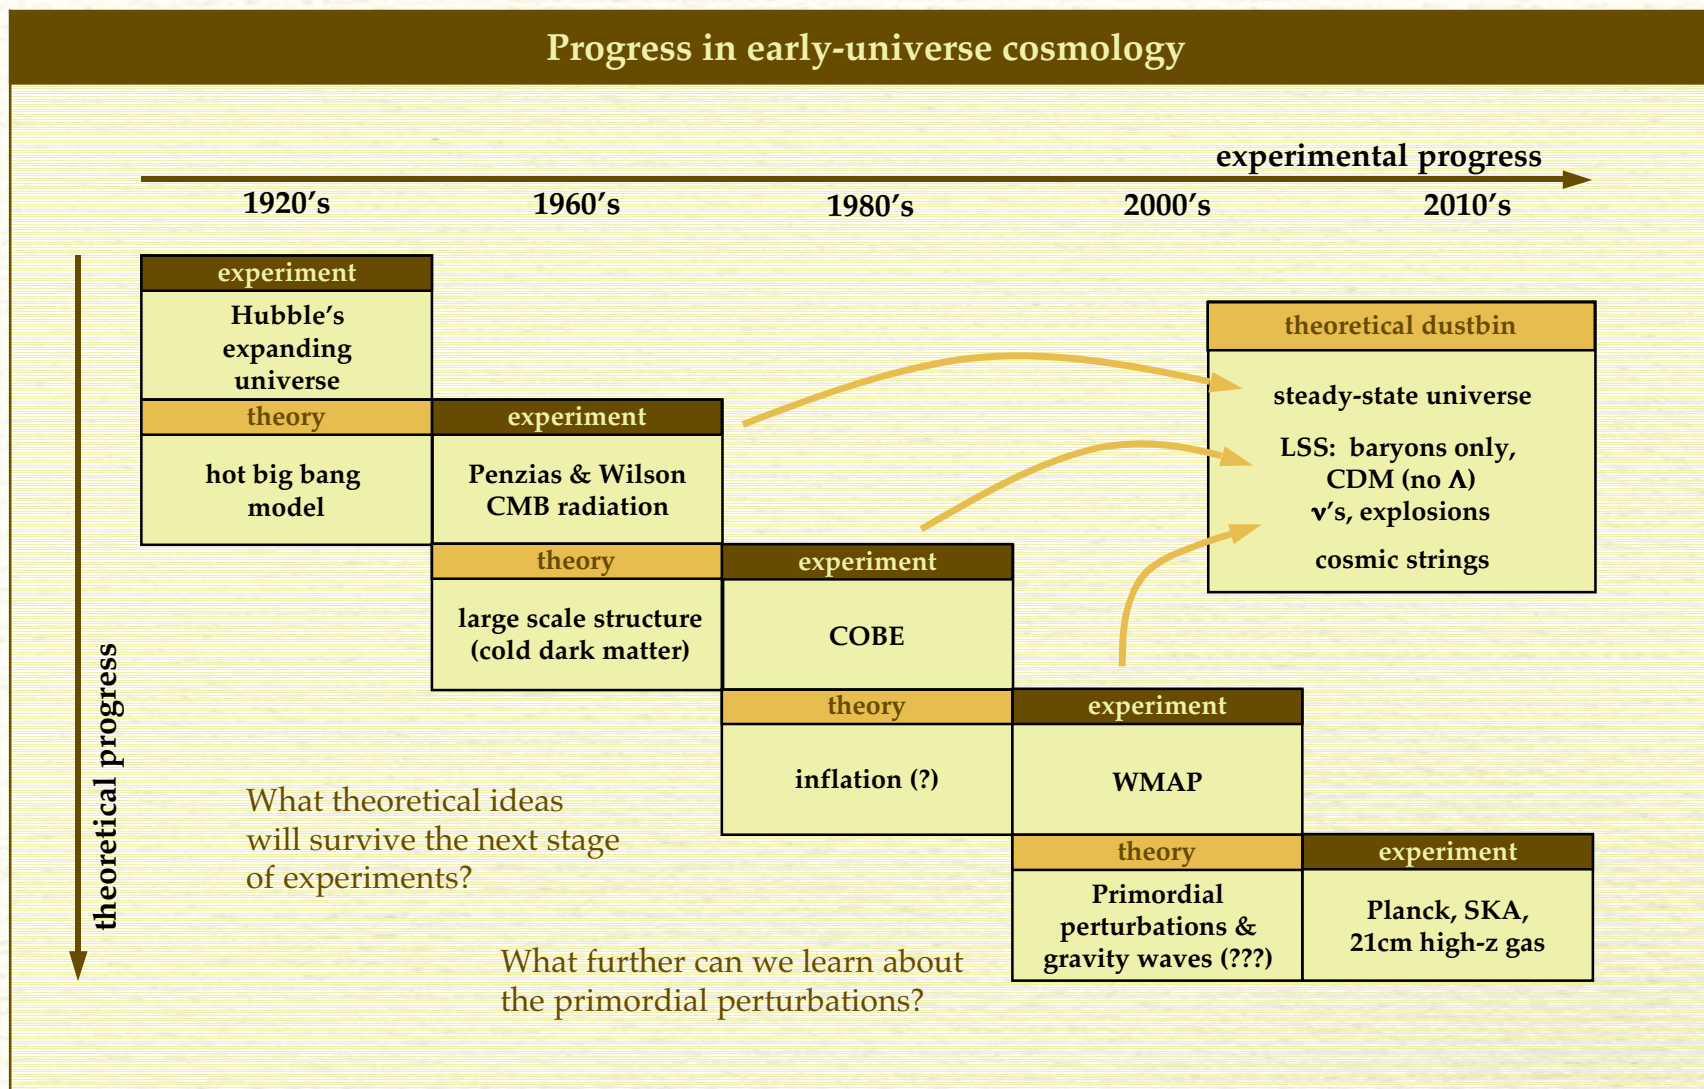 Progress in early-universe cosmology
experimental progress
1920’s
1960’s
1980’s
2000’s
2010’s
theoretical progress
experiment
Hubble’s
expanding
universe
theory
hot big bang
model
experiment
Penzias & Wilson
CMB radiation
theory
large scale structure
(cold dark matter)
experiment
COBE
theory
inflation (?)
experiment
WMAP
theory
Primordial
perturbations &
gravity waves (???)
experiment
Planck, SKA,
21cm high-z gas
theoretical dustbin
steady-state universe
LSS: baryons only,
CDM (no Λ)
ν’s, explosions
cosmic strings
What theoretical ideas
will survive the next stage
of experiments?
What further can we learn about
the primordial perturbations?